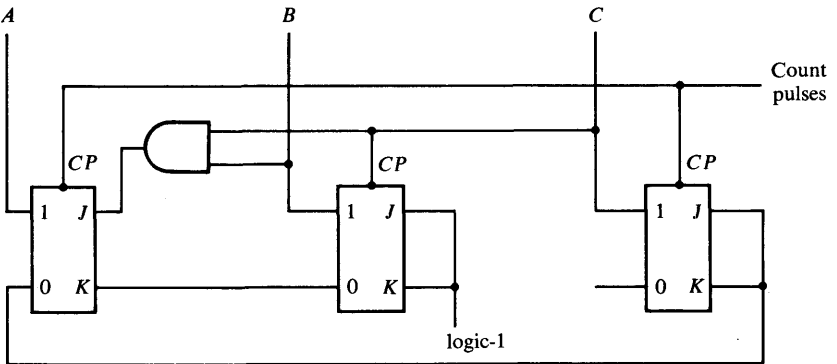 A
B
C
Count
pulses
CP
CP
CP
1 J
1 J
1 J
0 K
0 K
0 K
logic-1